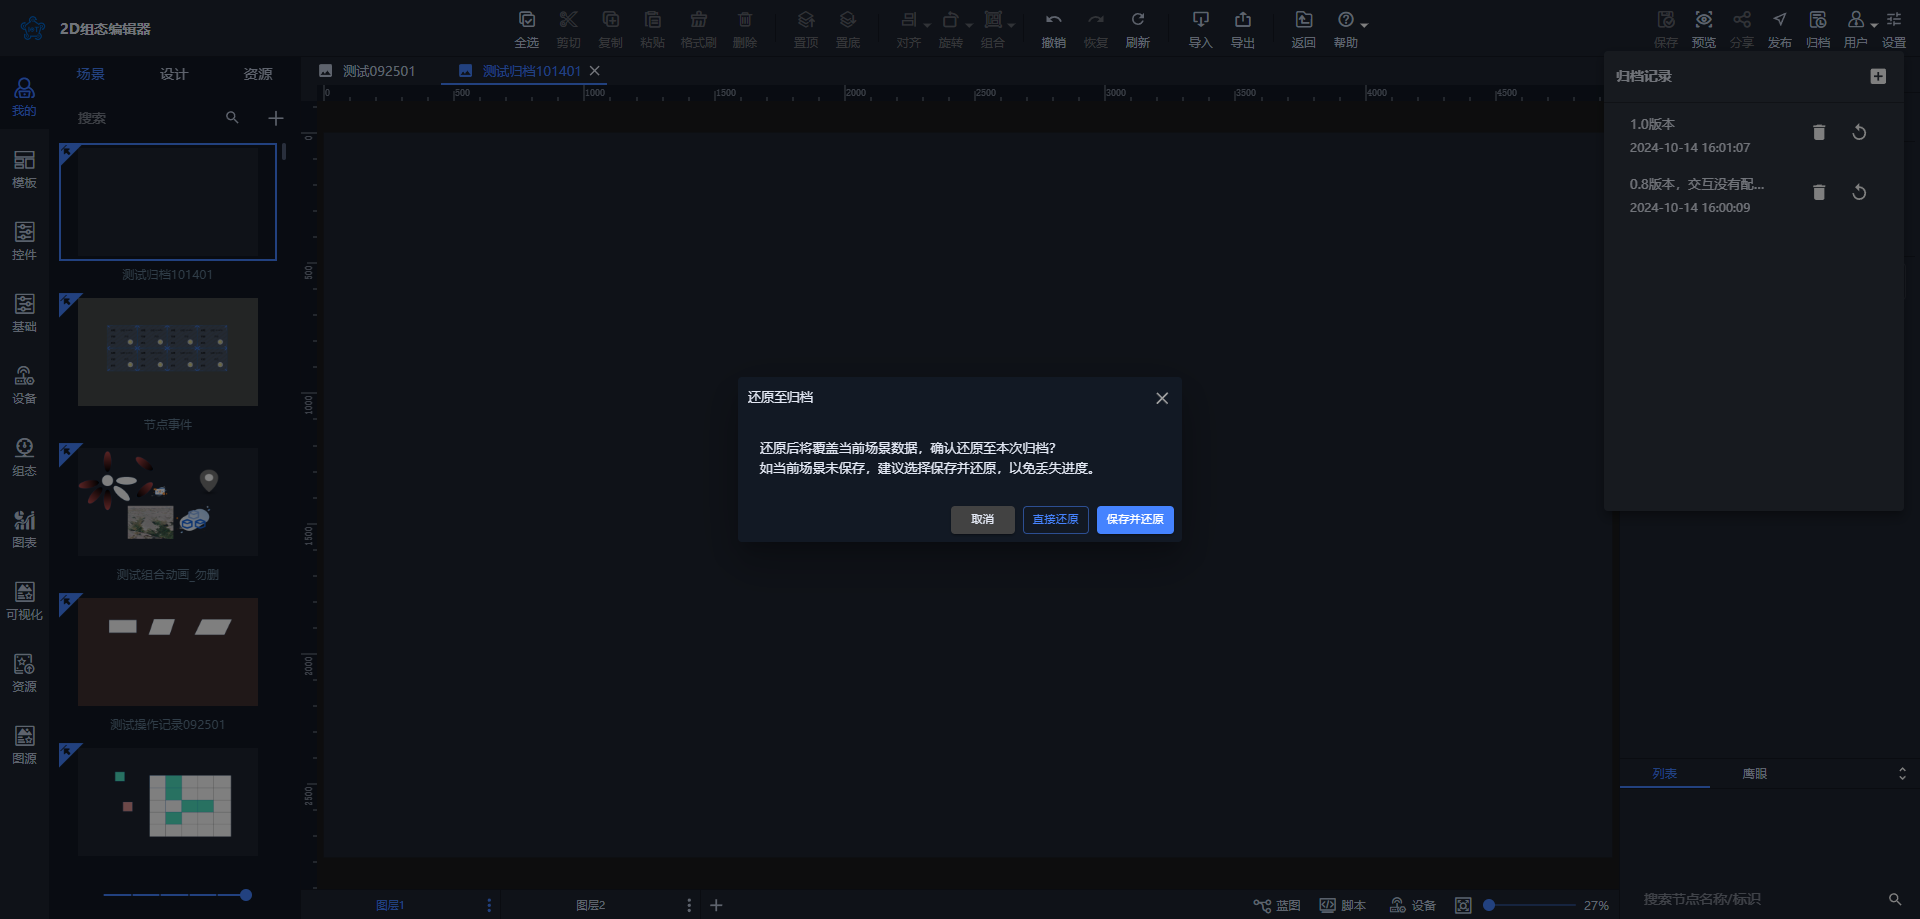 2D组态编辑器
全选
剪切
复制
粘贴
格式刷
删除
置顶
置底
对齐
旋转
组合
撤销
恢复
刷新
导入
导出
返回
帮助
保存
预览
分享
发布
归档
用户
设置
我的
模板
控件
基础
设备
组态
图表
可视化
资源
图源
场景
设计
资源
搜索
测试归档101401
节点事件
测试组合动画_勿删
测试操作记录092501
测试092501
测试归档101401
0
500
1000
1500
2000
2500
3000
3500
4000
4500
0
500
1000
1500
2000
2500
还原至归档
还原后将覆盖当前场景数据，确认还原至本次归档？
如当前场景未保存，建议选择保存并还原，以免丢失进度。
取消
直接还原
保存并还原
归档记录
1.0版本
2024-10-14 16:01:07
0.8版本，交互没有配...
2024-10-14 16:00:09
列表
鹰眼
搜索节点名称/标识
图层1
图层2
蓝图
脚本
设备
27%